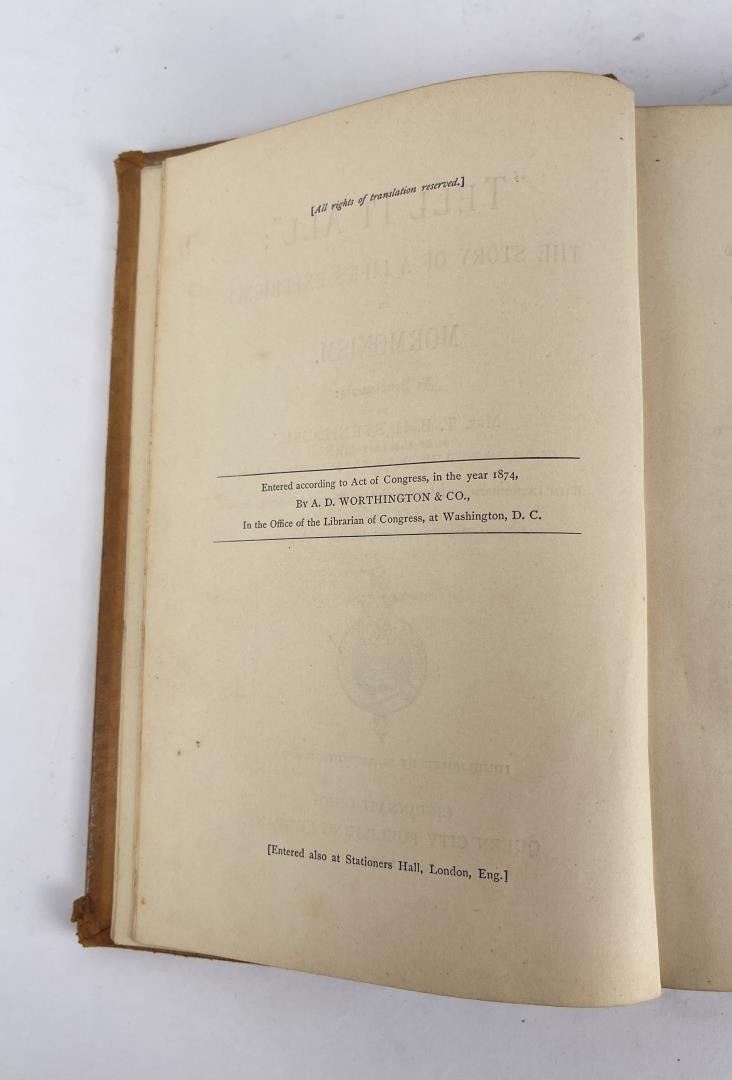 [All rights of translation reserved.]
Entered according to Act of Congress, in the year 1874,
By A. D. WORTHINGTON & CO.,
In the Office of the Librarian of Congress, at Washington, D. C.
[Entered also at Stationers Hall, London, Eng.]